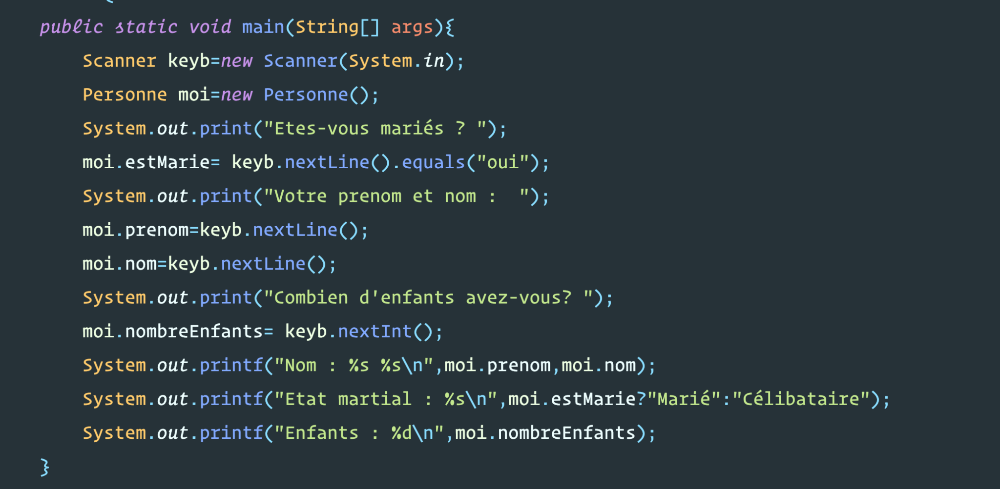 public static void main(String[] args){
Scanner keyb=new Scanner(System.in);
Personne moi=new Personne();
System.out.print("Etes-vous mariés ? ");
moi.estMarie= keyb.nextLine().equals("oui");
System.out.print("Votre prenom et nom :  ");
moi.prenom=keyb.nextLine();
moi.nom=keyb.nextLine();
System.out.print("Combien d'enfants avez-vous? ");
moi.nombreEnfants= keyb.nextInt();
System.out.printf("Nom : %s %s\n",moi.prenom,moi.nom);
System.out.printf("Etat martial : %s\n",moi.estMarie?"Marié":"Célibataire");
System.out.printf("Enfants : %d\n",moi.nombreEnfants);
}